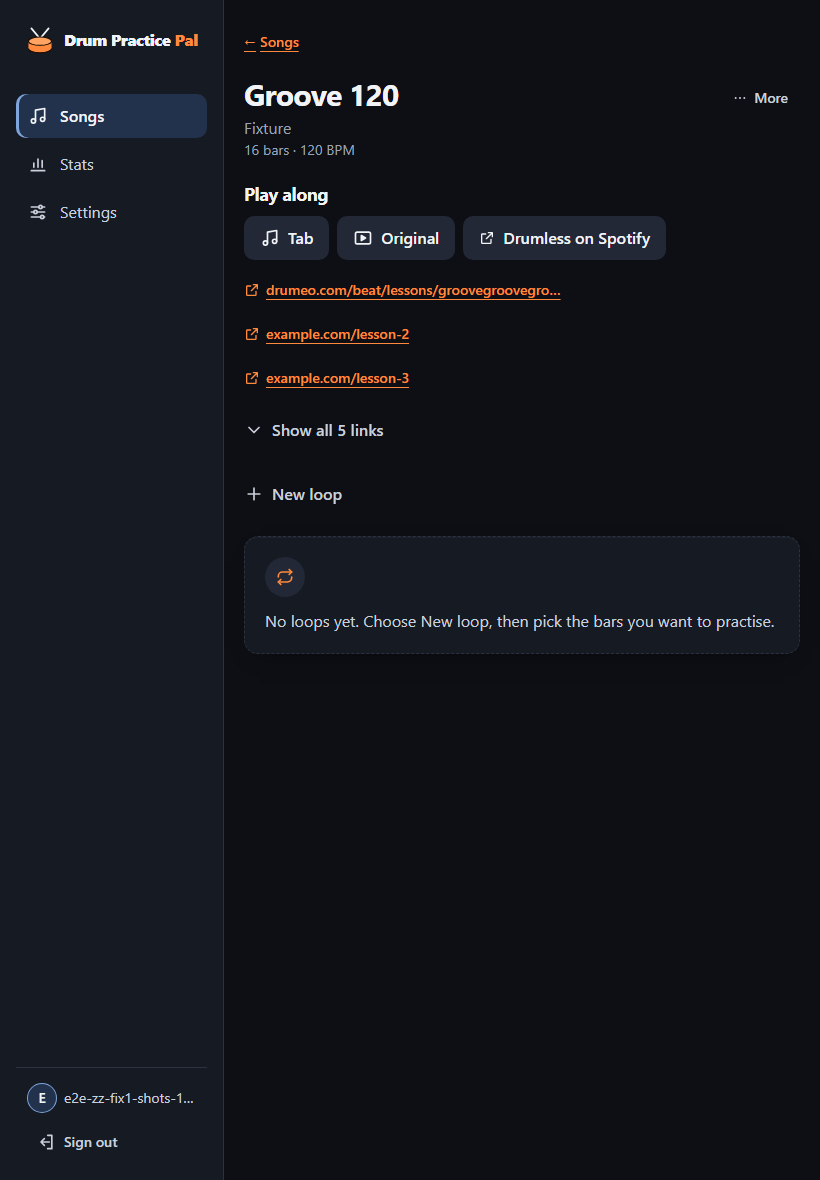 Drum Practice Pal
Songs
Stats
Settings
← Songs
Groove 120
··· More
Fixture
16 bars · 120 BPM
Play along
Tab
Original
Drumless on Spotify
drumeo.com/beat/lessons/groovegroovegro...
example.com/lesson-2
example.com/lesson-3
Show all 5 links
+ New loop
No loops yet. Choose New loop, then pick the bars you want to practise.
E e2e-zz-fix1-shots-1...
Sign out